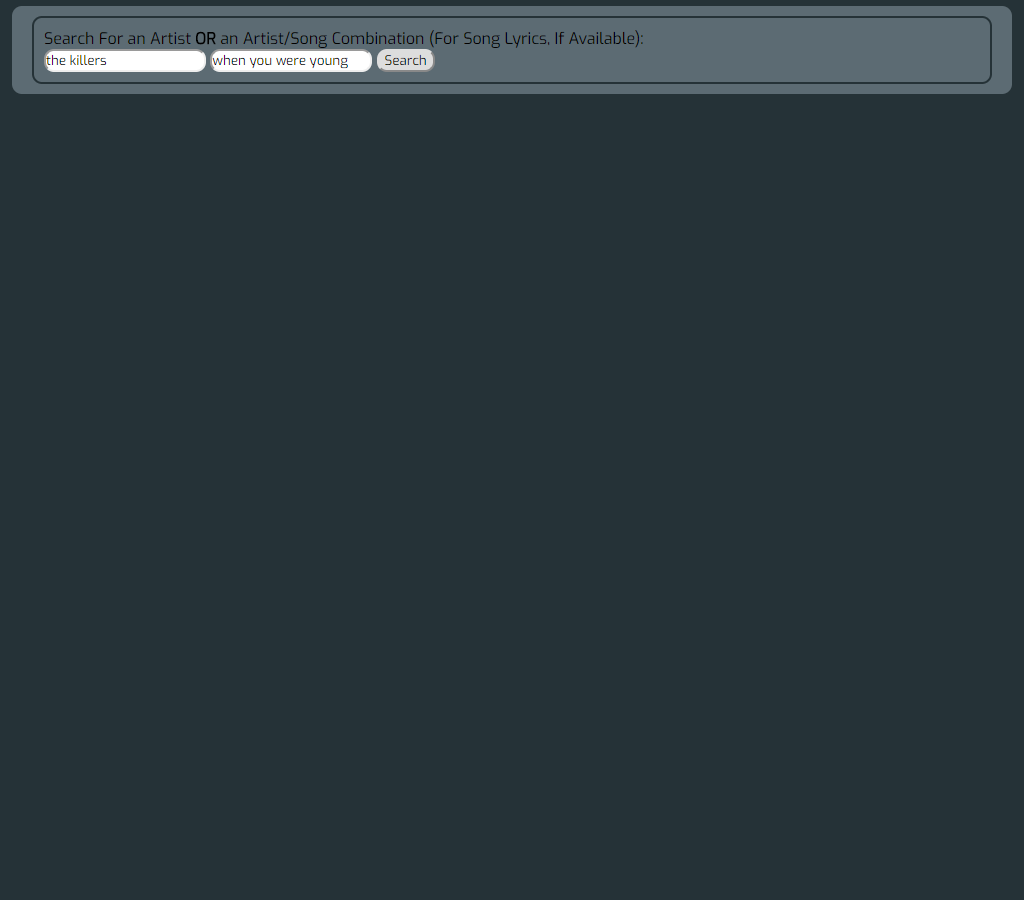 Search For an Artist OR an Artist/Song Combination (For Song Lyrics, If Available):
the killers when you were young Search